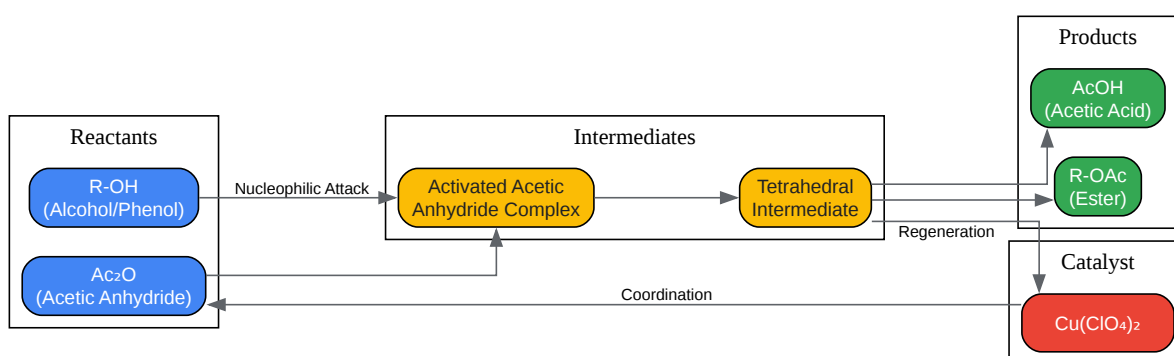 Products
AcOH
(Acetic Acid)
Reactants
Intermediates
R-OH
(Alcohol/Phenol)
Nucleophilic Attack
Activated Acetic
Anhydride Complex
Tetrahedral
Intermediate
R-OAc
(Ester)
Regeneration
Ac₂O
(Acetic Anhydride)
Coordination
Catalyst
Cu(ClO₄)₂